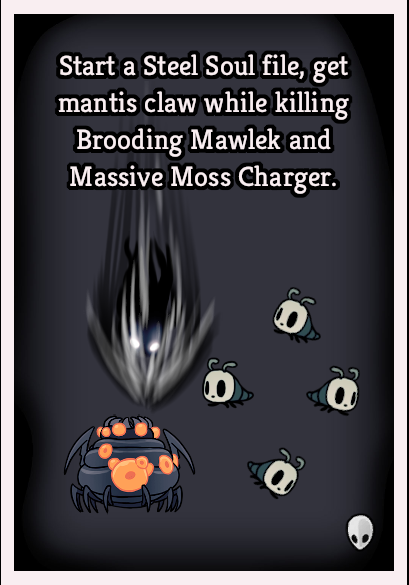 Start a Steel Soul file, get
mantis claw while killing
Brooding Mawlek and
Massive Moss Charger.